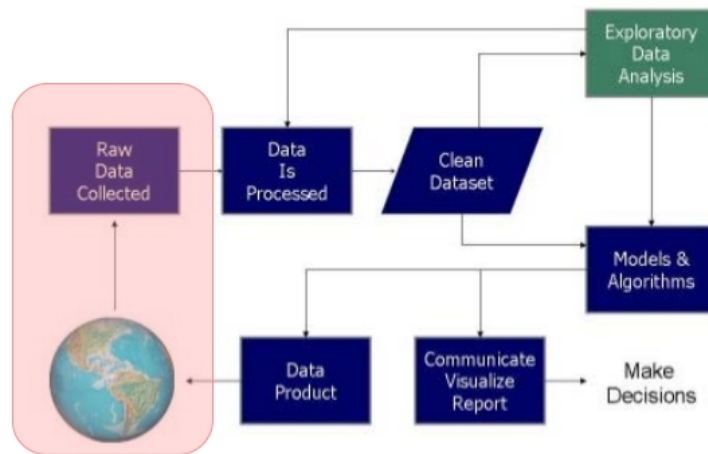 Exploratory
Data
Analysis
Raw
Data
Collected
Data
Is
Processed
Clean
Dataset
Models &
Algorithms
Data
Product
Communicate
Visualize
Report
Make
Decisions